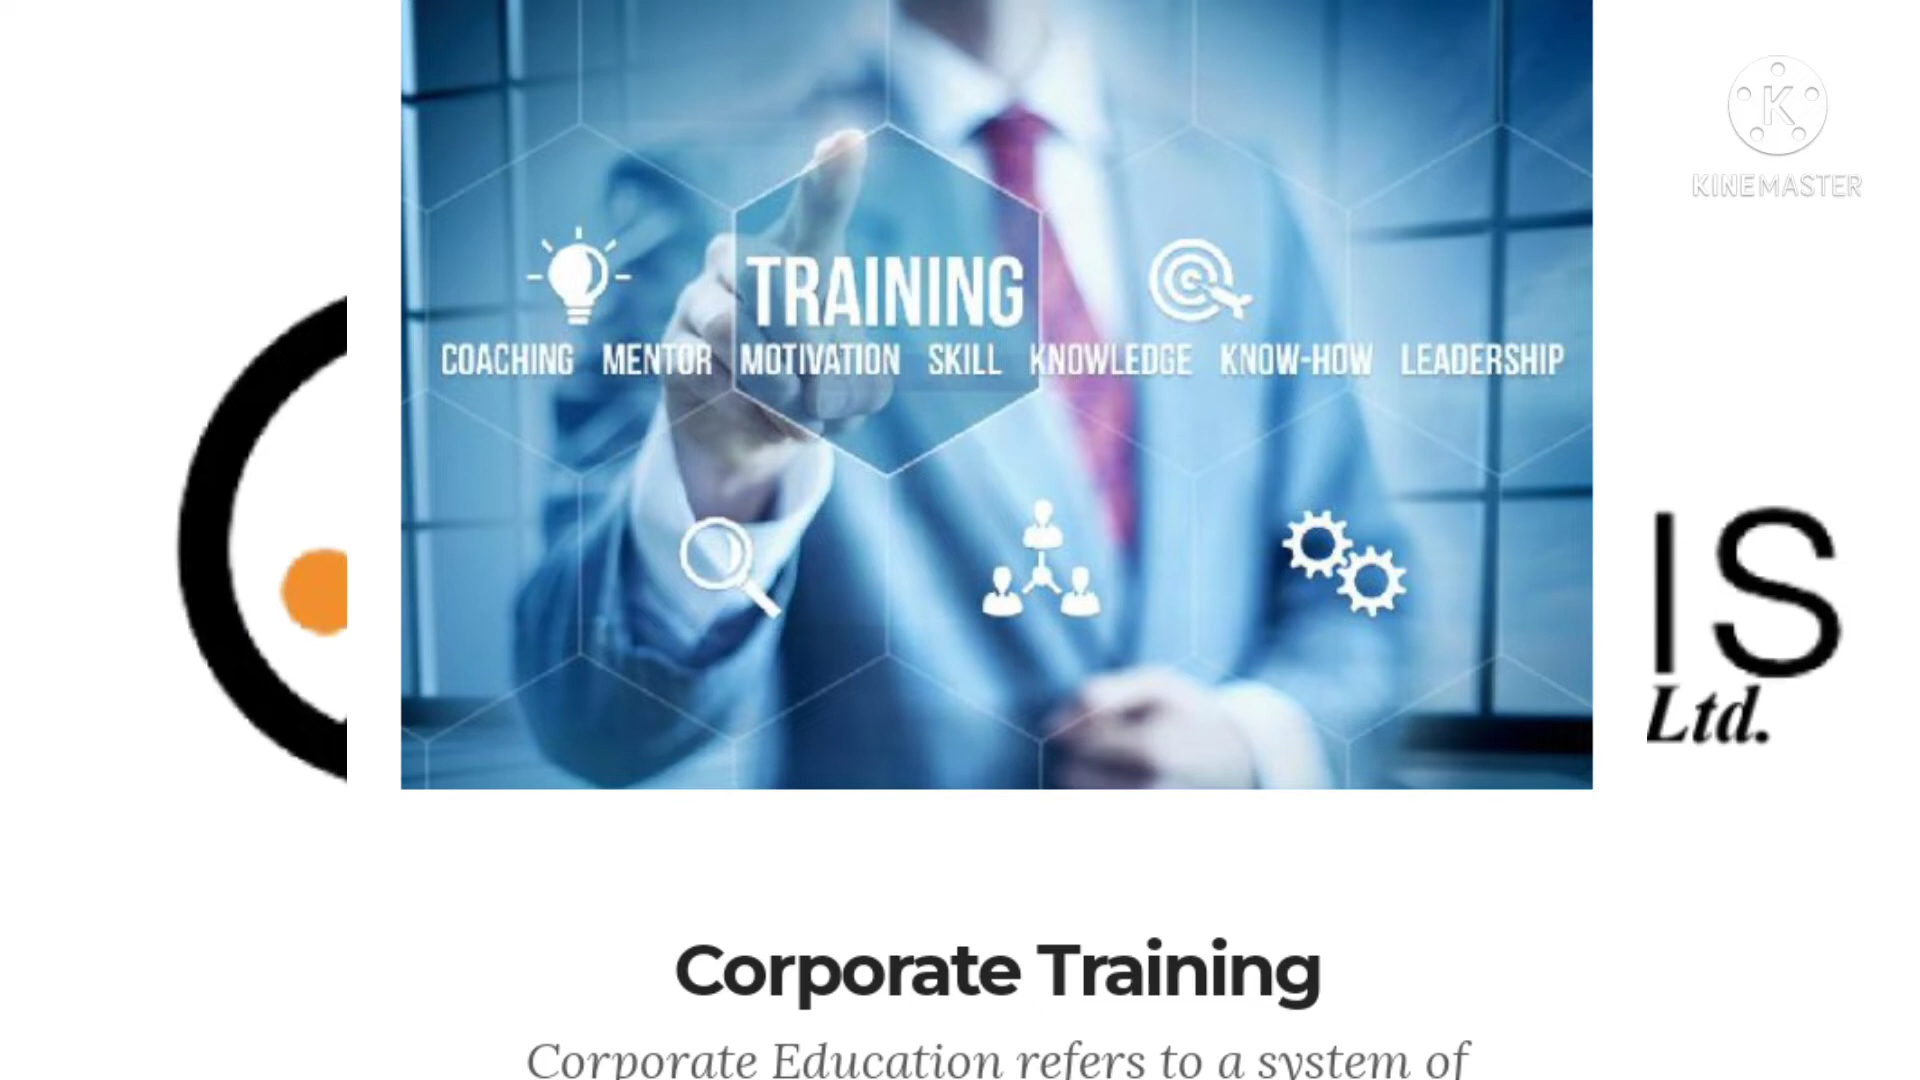 K
KINEMASTER
TRAINING
COACHING MENTOR MOTIVATION SKILL KNOWLEDGE KNOW-HOW LEADERSHIP
IS
Ltd.
Corporate Training
Corporate Education refers to a system of